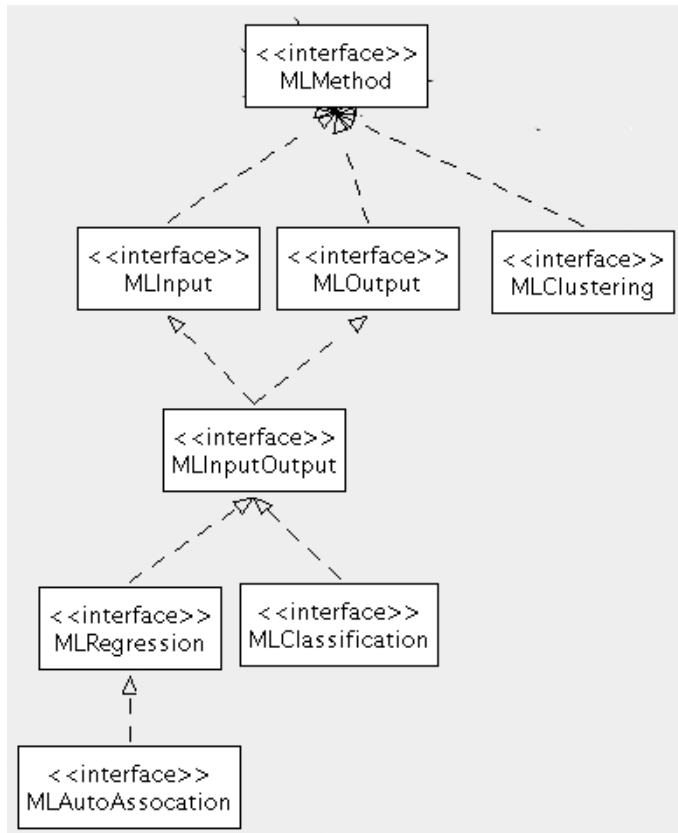 <<interface>>
MLMethod
<<interface>>
MLInput
<<interface>>
MLOutput
<<interface>>
MLClustering
<<interface>>
MLInputOutput
<<interface>>
MLRegression
<<interface>>
MLClassification
<<interface>>
MLAutoAssocation